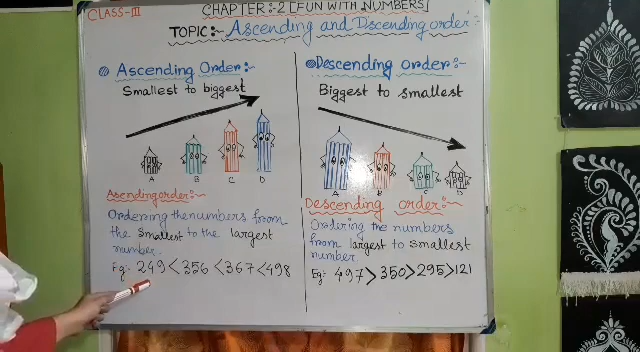 CLASS-III
CHAPTER:-2 [FUN WITH NUMBERS]
TOPIC:- Ascending and Dscending order
Ascending Order:-
Smallest to biggest
A B C D
Ascending order:-
Ordering the numbers from
the smallest to the largest
number.
Eg:- 249 < 356 < 367 < 498
Descending order:-
Biggest to smallest
A B C D
Descending order:-
Ordering the numbers
from largest to smallest
number
Eg:- 497 > 350 > 295 > 121